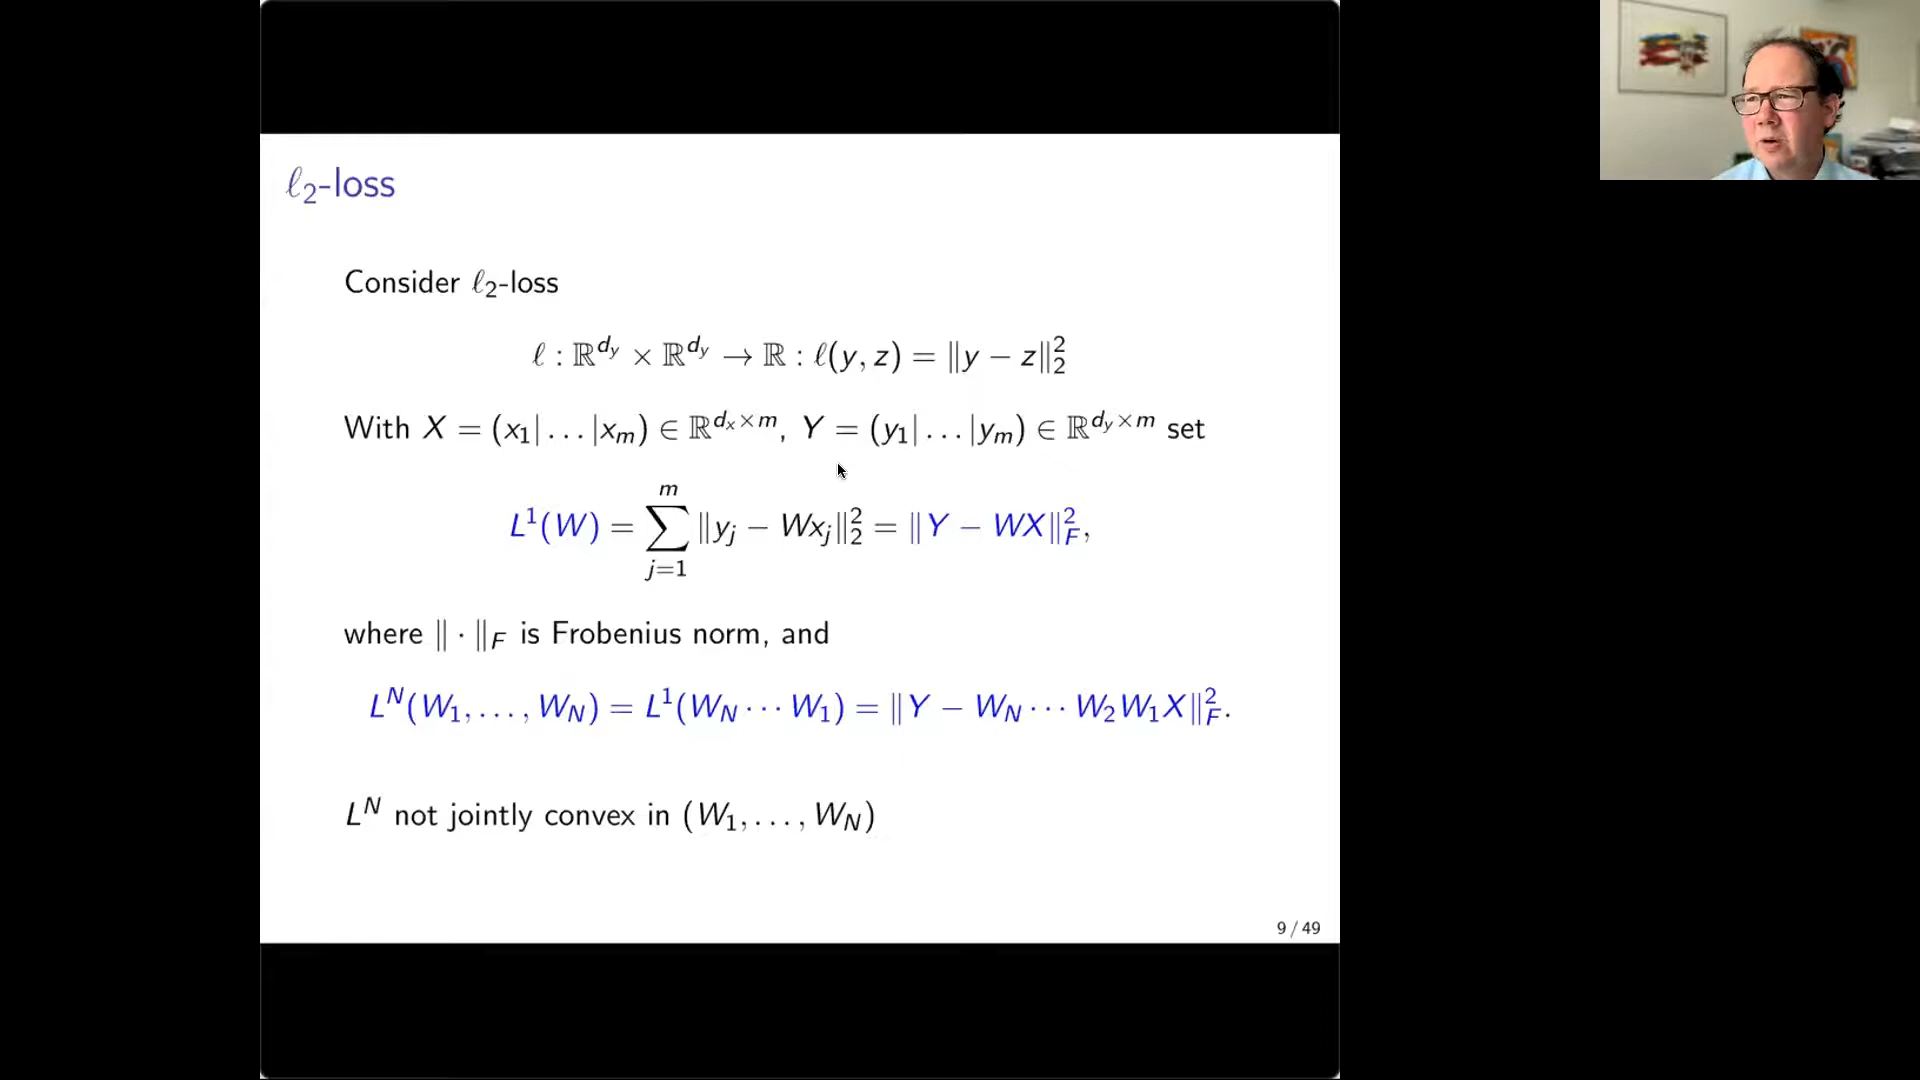 ℓ₂-loss
Consider ℓ₂-loss
ℓ : ℝ^{d_y} × ℝ^{d_y} → ℝ : ℓ(y, z) = ‖y − z‖₂²
With X = (x₁| . . . |x_m) ∈ ℝ^{d_x×m}, Y = (y₁| . . . |y_m) ∈ ℝ^{d_y×m} set
L¹(W) = ∑_{j=1}^{m} ‖y_j − Wx_j‖₂² = ‖Y − WX‖_F²,
where ‖ · ‖_F is Frobenius norm, and
L^N(W₁, . . . , W_N) = L¹(W_N · · · W₁) = ‖Y − W_N · · · W₂W₁X‖_F².
L^N not jointly convex in (W₁, . . . , W_N)
9 / 49